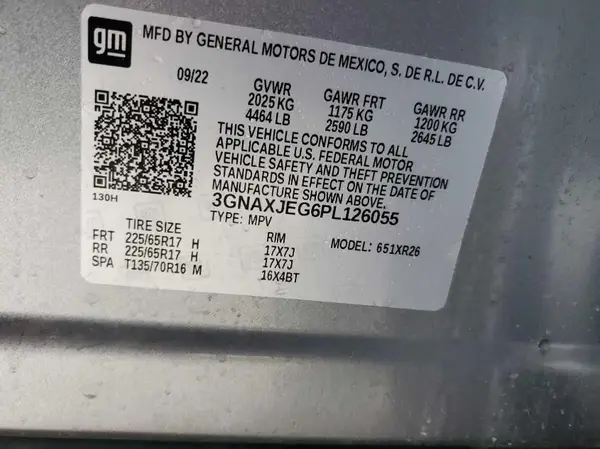 gm
MFD BY GENERAL MOTORS DE MEXICO, S. DE R.L. DE C.V.
09/22 GVWR GAWR FRT GAWR RR
2025 KG 1175 KG 1200 KG
4464 LB 2590 LB 2645 LB
THIS VEHICLE CONFORMS TO ALL
APPLICABLE U.S. FEDERAL MOTOR
VEHICLE SAFETY AND THEFT PREVENTION
STANDARDS IN EFFECT ON THE DATE OF
MANUFACTURE SHOWN ABOVE.
130H 3GNAXJEG6PL126055
TYPE: MPV
TIRE SIZE RIM MODEL: 651XR26
FRT 225/65R17 H 17X7J
RR 225/65R17 H 17X7J
SPA T135/70R16 M 16X4BT